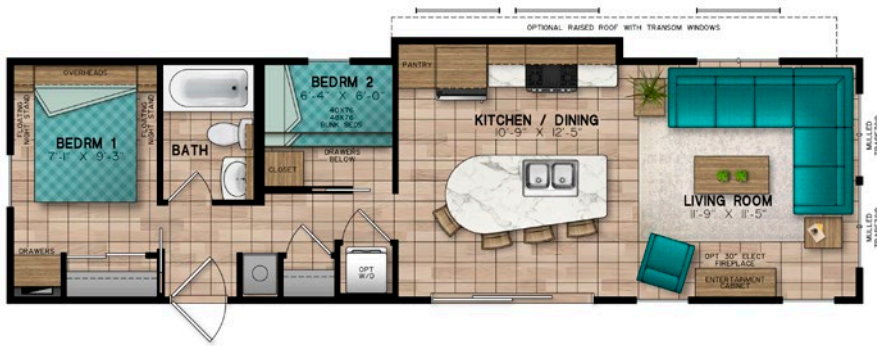 OPTIONAL RAISED ROOF WITH TRANSOM WINDOWS
OVERHEADS
FLOATING
NIGHT STAND
BEDRM 1
7'-1" X 9'-3"
FLOATING
NIGHT STAND
DRAWERS
BATH
BEDRM 2
6'-4" X 6'-0"
40X76
48X76
BUNK BEDS
DRAWERS
BELOW
CLOSET
OPT
W/D
PANTRY
KITCHEN / DINING
10'-9" X 12'-5"
LIVING ROOM
11'-9" X 11'-5"
OPT 30" ELECT
FIREPLACE
ENTERTAINMENT
CABINET
MULLED
MULLED